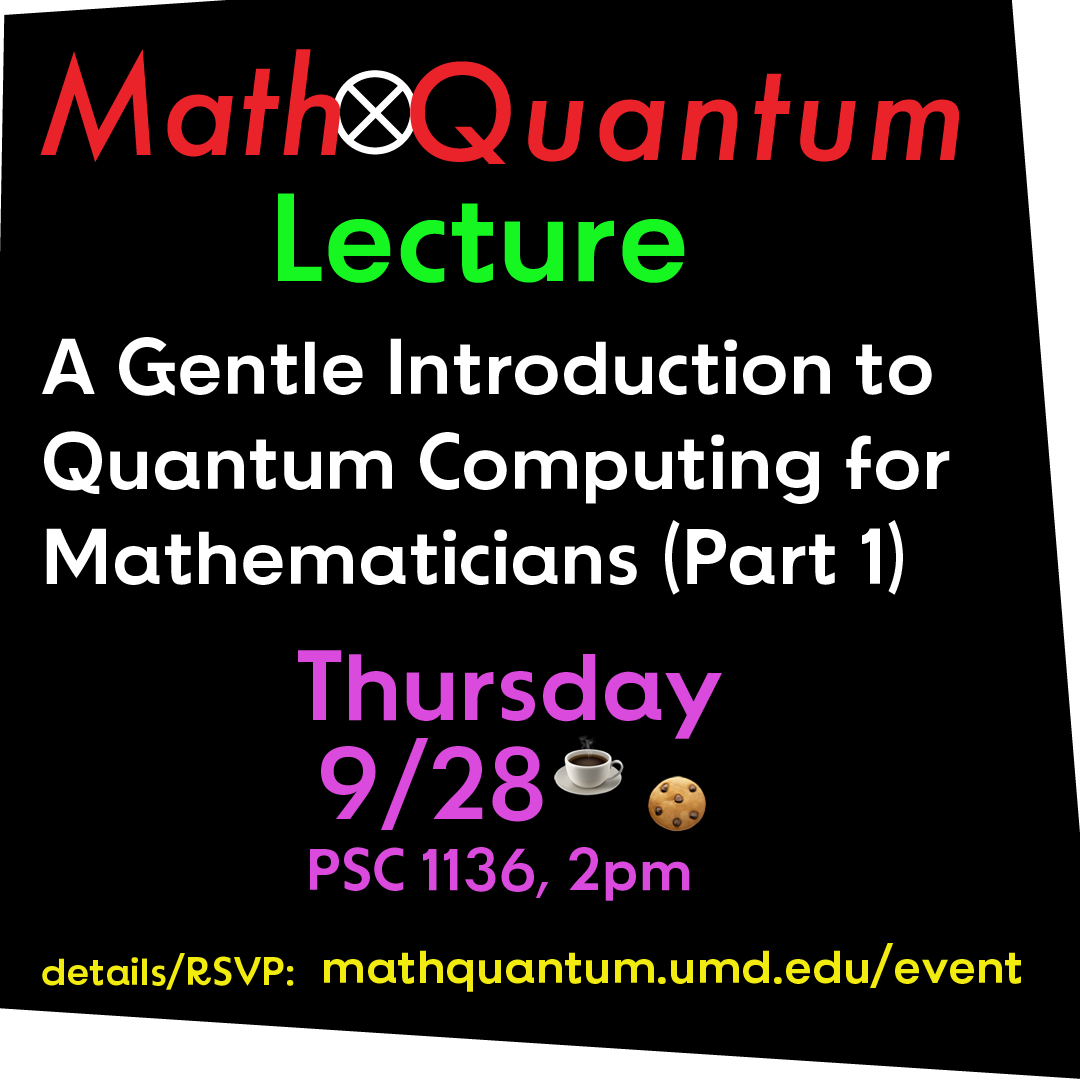 Math⊗Quantum
Lecture
A Gentle Introduction to
Quantum Computing for
Mathematicians (Part 1)
Thursday
9/28
PSC 1136, 2pm
details/RSVP: mathquantum.umd.edu/event